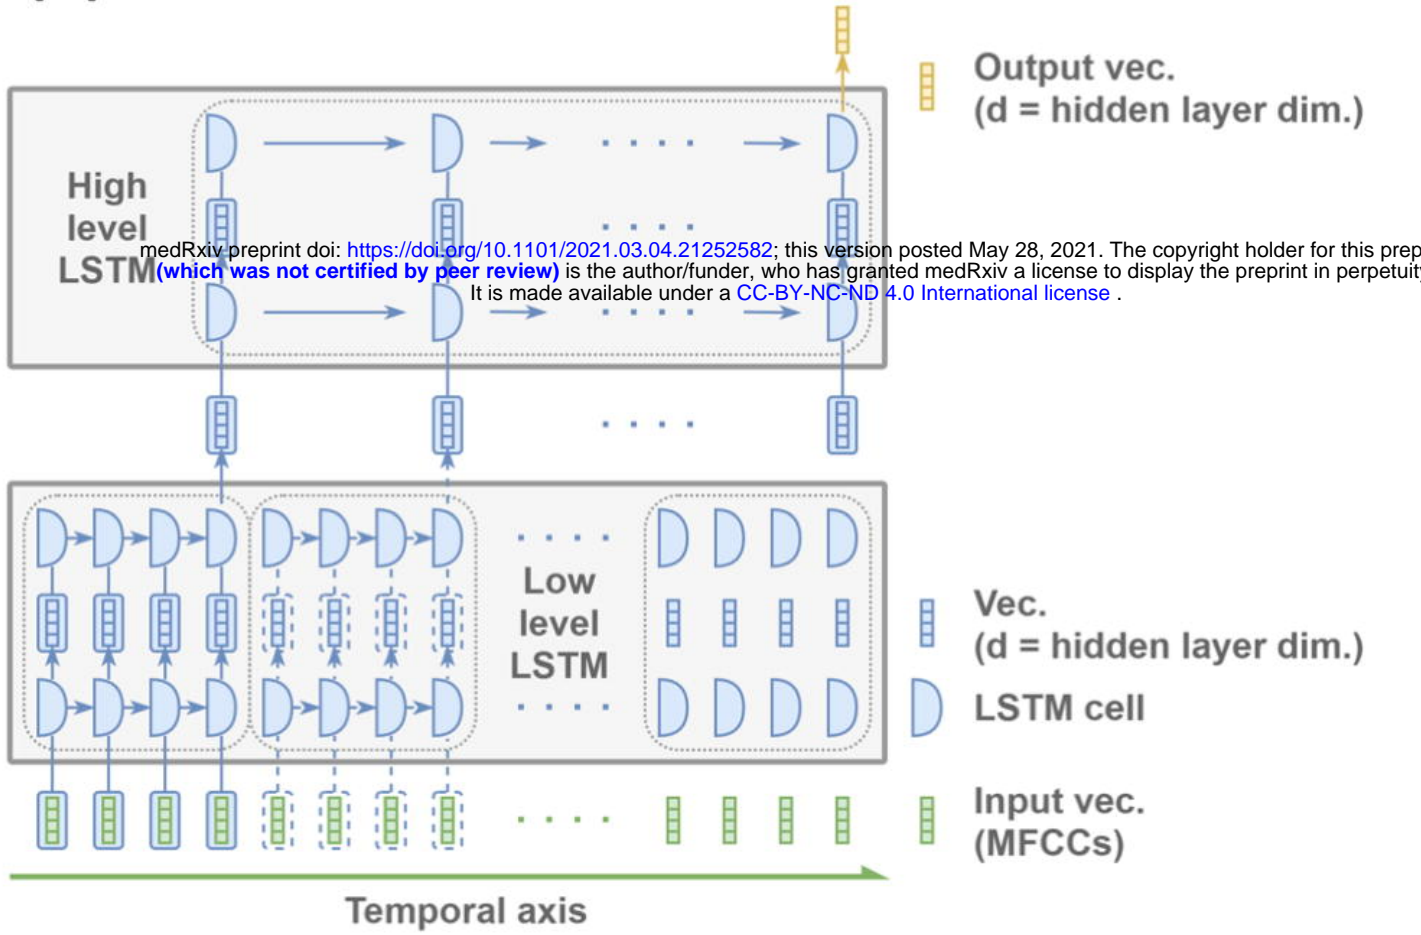 Output vec.
(d = hidden layer dim.)
High
level
LSTM
medRxiv preprint doi: https://doi.org/10.1101/2021.03.04.21252582; this version posted May 28, 2021. The copyright holder for this prep
(which was not certified by peer review) is the author/funder, who has granted medRxiv a license to display the preprint in perpetuity
It is made available under a CC-BY-NC-ND 4.0 International license .
Low
level
LSTM
Vec.
(d = hidden layer dim.)
LSTM cell
Input vec.
(MFCCs)
Temporal axis